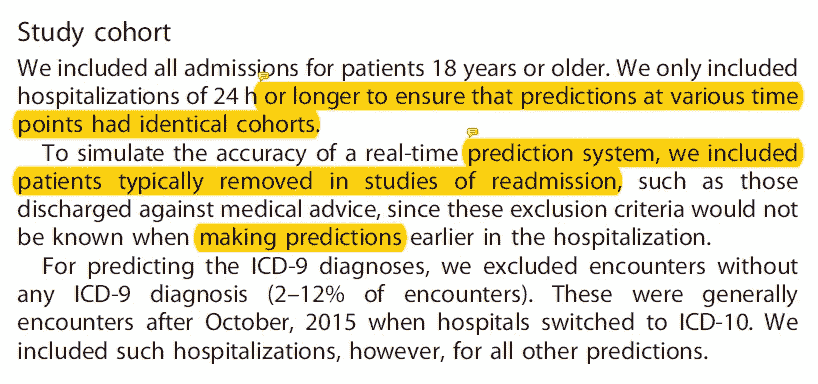 Study cohort
We included all admissions for patients 18 years or older. We only included
hospitalizations of 24 h or longer to ensure that predictions at various time
points had identical cohorts.
To simulate the accuracy of a real-time prediction system, we included
patients typically removed in studies of readmission, such as those
discharged against medical advice, since these exclusion criteria would not
be known when making predictions earlier in the hospitalization.
For predicting the ICD-9 diagnoses, we excluded encounters without
any ICD-9 diagnosis (2–12% of encounters). These were generally
encounters after October, 2015 when hospitals switched to ICD-10. We
included such hospitalizations, however, for all other predictions.